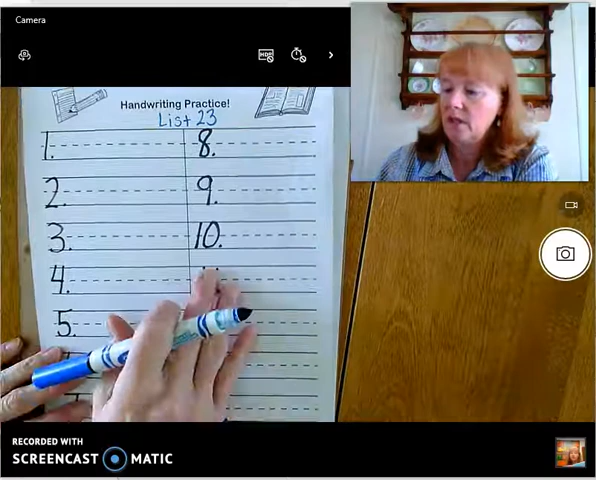 Camera
Handwriting Practice!
List 23
1.
8.
2.
9.
3.
10.
4.
5.
RECORDED WITH
SCREENCAST MATIC